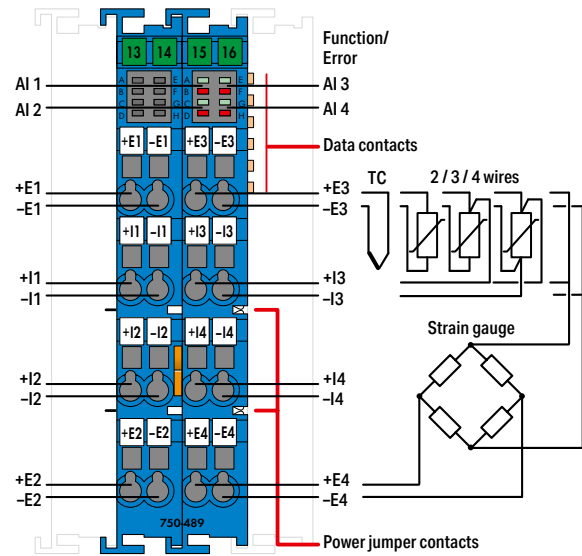 13 14 15 16
Function/
Error
A E A E
AI 1 B F B F AI 3
AI 2 C G C G AI 4
D H D H
+E1 –E1 +E3 –E3
Data contacts
+E1 +E3 TC 2 / 3 / 4 wires
–E1 –E3
+I1 –I1 +I3 –I3
+I1 +I3
–I1 –I3
+I2 –I2 +I4 –I4
Strain gauge
+I2 +I4
–I2 –I4
+E2 –E2 +E4 –E4
+E2 +E4
–E2 –E4
750-489
Power jumper contacts